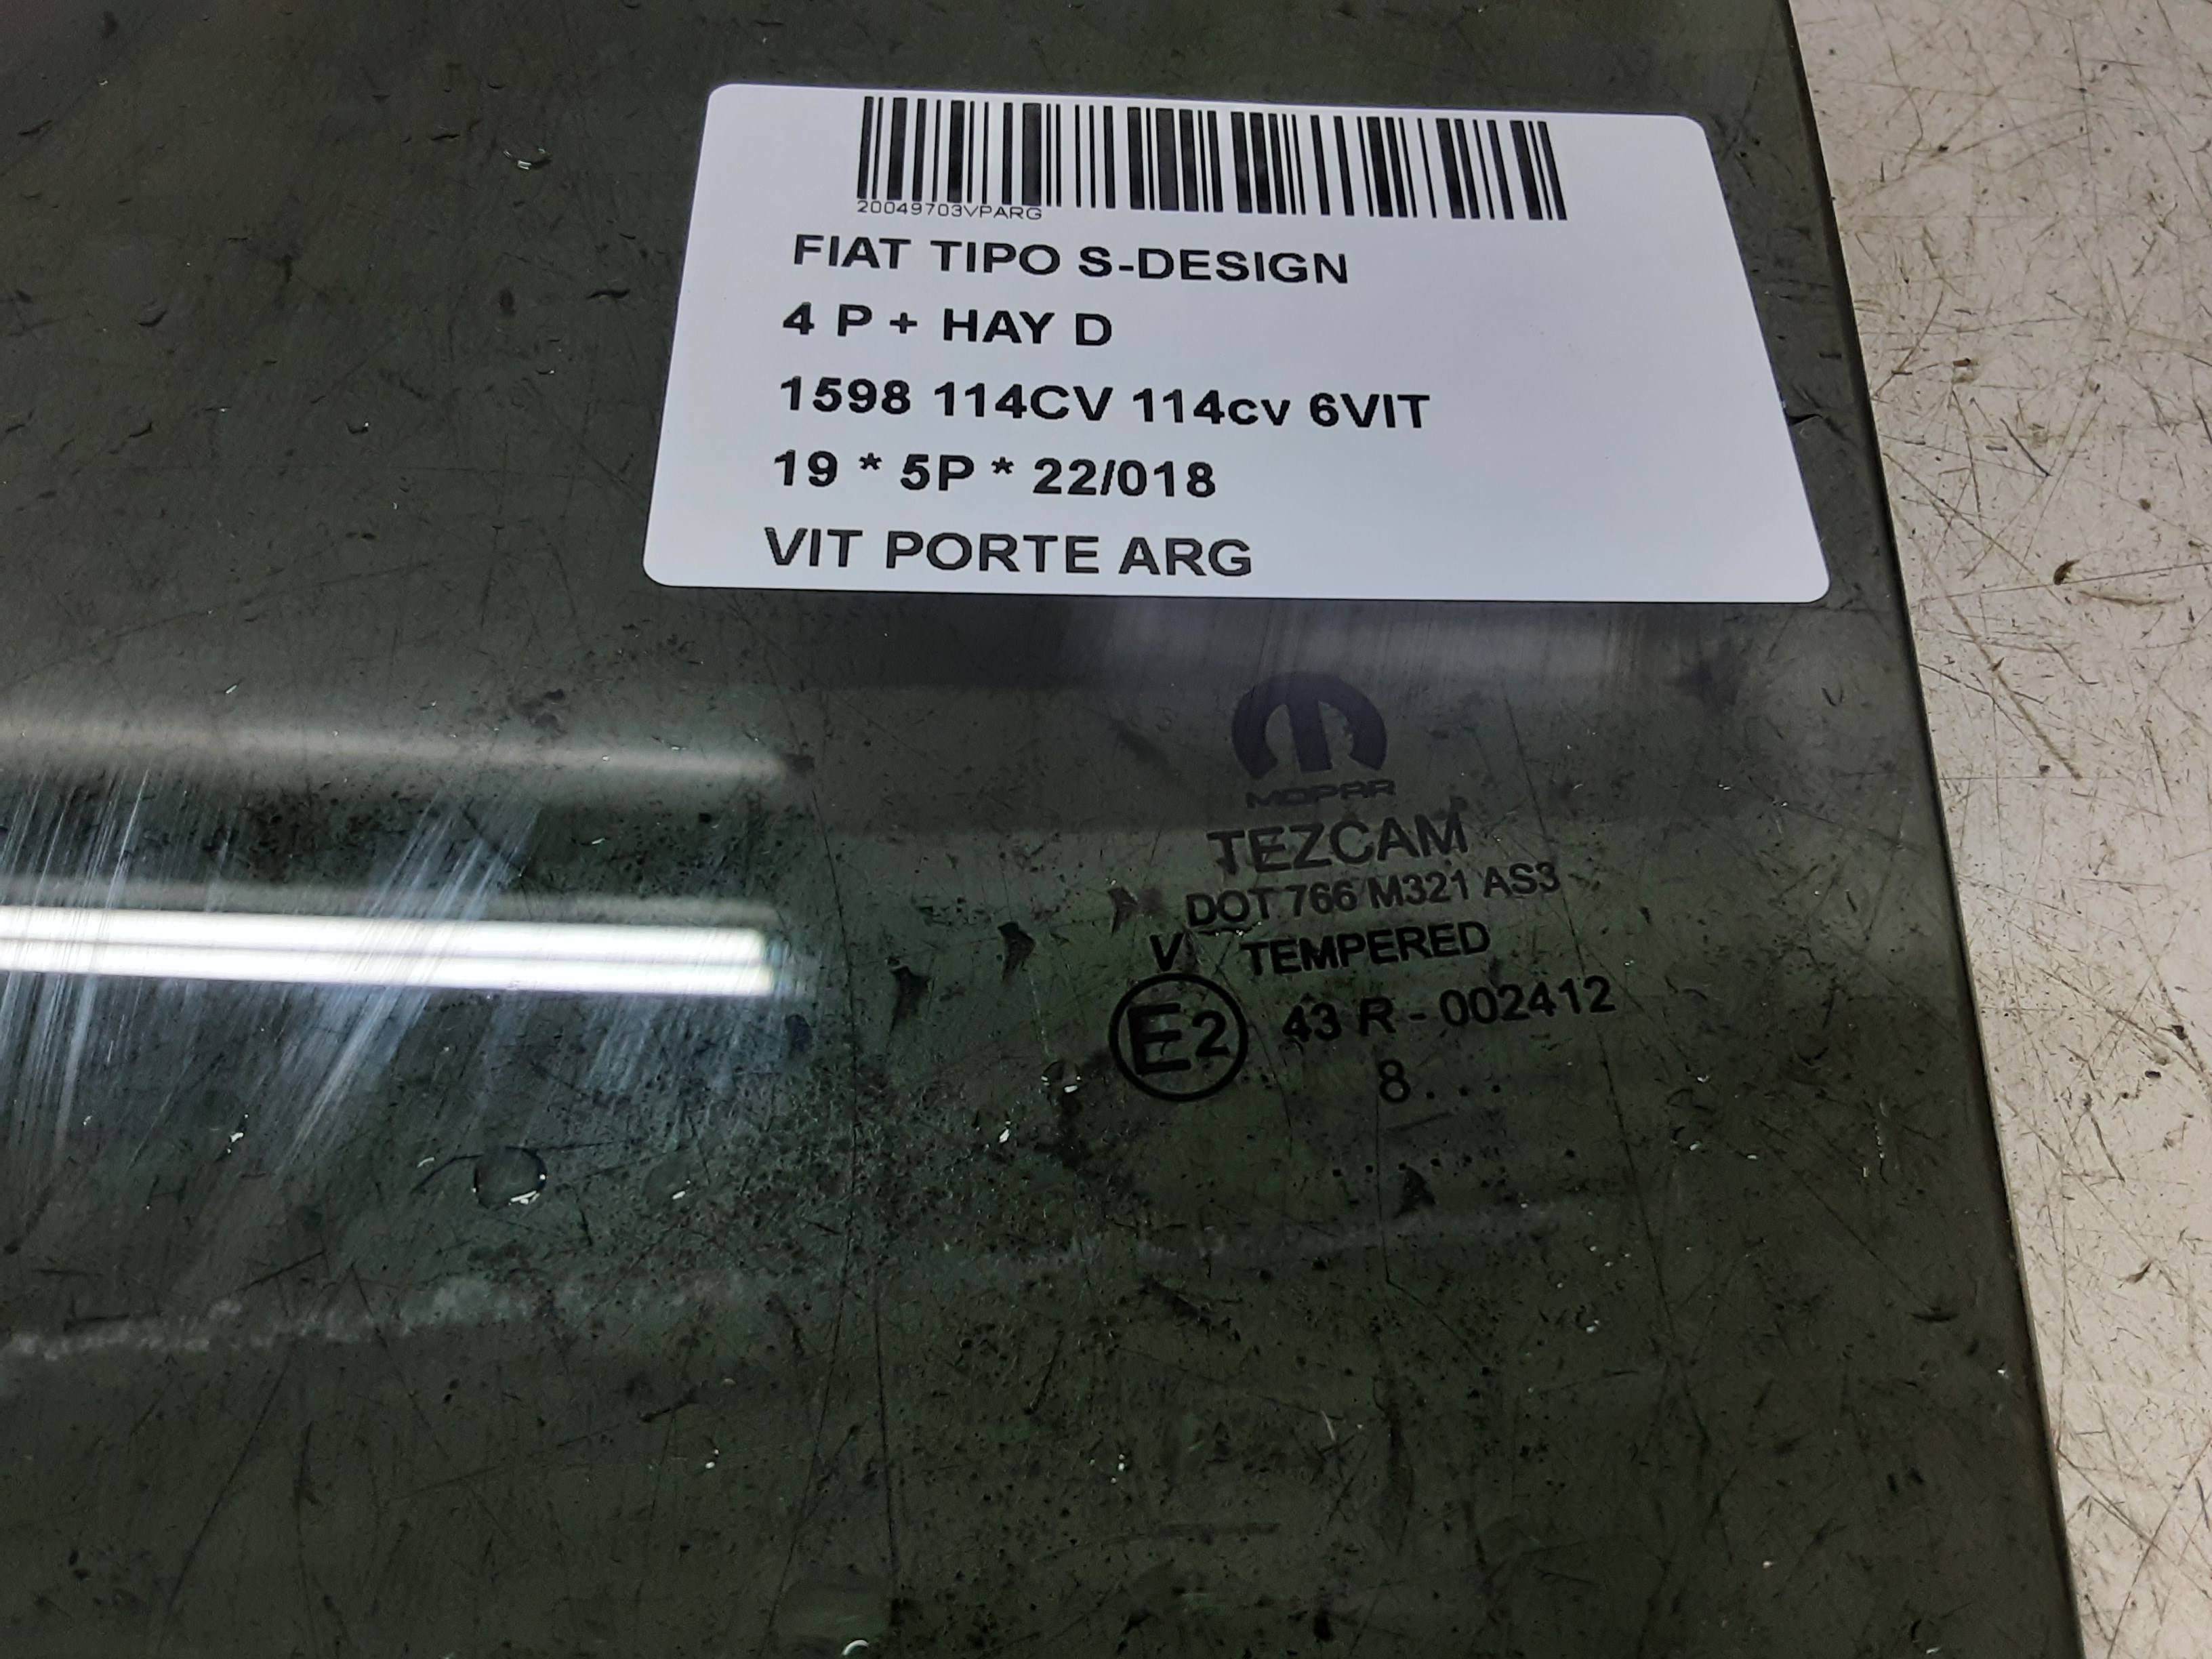 20049703VPARG
FIAT TIPO S-DESIGN
4 P + HAY D
1598 114CV 114cv 6VIT
19 * 5P * 22/018
VIT PORTE ARG
MOPAR
TEZCAM
DOT 766 M321 AS3
V TEMPERED
E2 43 R - 002412
8...
.......